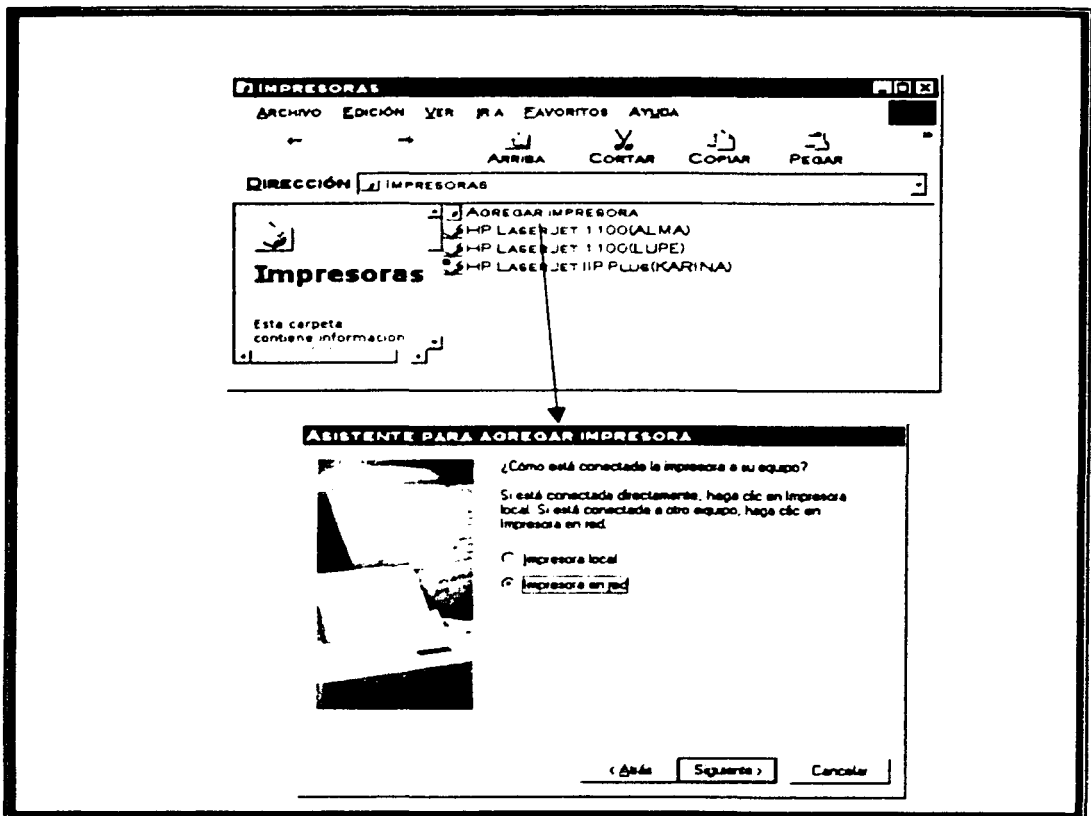 IMPRESORAS
ARCHIVO EDICIÓN VER IR A FAVORITOS AYUDA
ARRIBA CORTAR COPIAR PEGAR
DIRECCIÓN IMPRESORAS
AGREGAR IMPRESORA
HP LASERJET 1100(ALMA)
HP LASERJET 1100(LUPE)
HP LASERJET IIP PLUS(KARINA)
Impresoras
Esta carpeta
contiene información
ASISTENTE PARA AGREGAR IMPRESORA
¿Cómo está conectada la impresora a su equipo?
Si está conectada directamente, haga clic en Impresora
local. Si está conectada a otro equipo, haga clic en
Impresora en red.
Impresora local
Impresora en red
< Atrás Siguiente > Cancelar